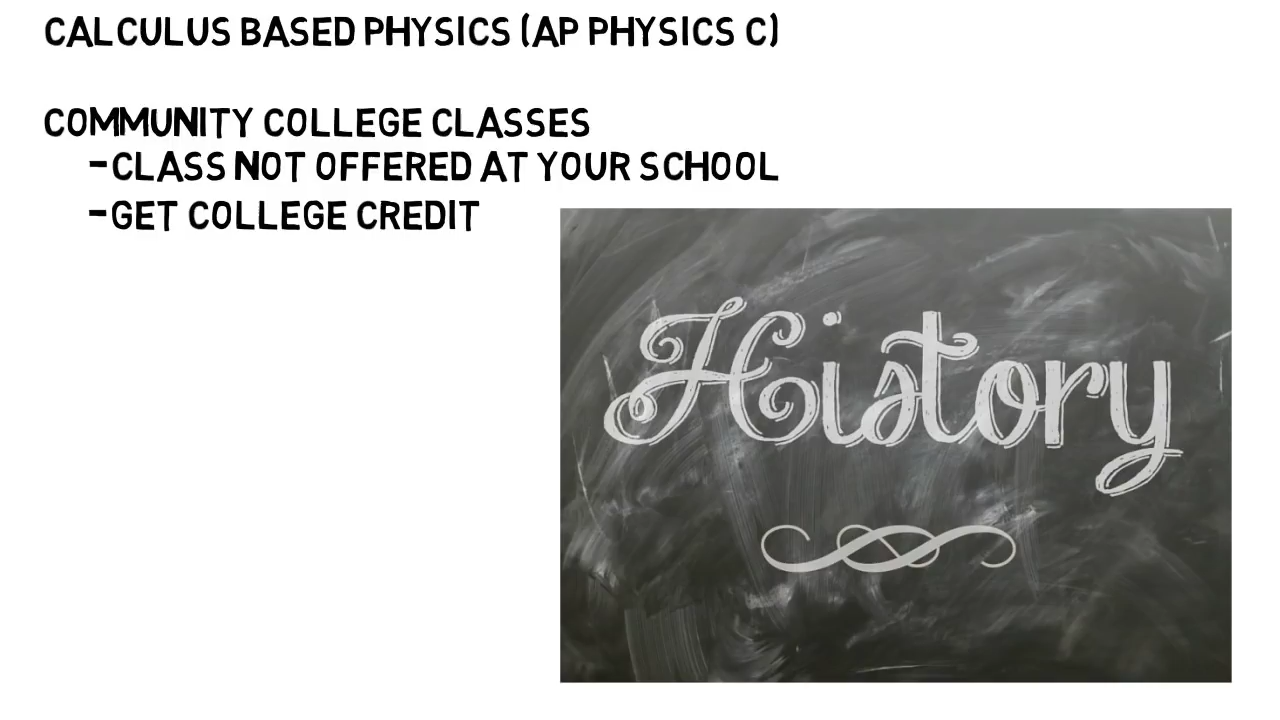 CALCULUS BASED PHYSICS (AP PHYSICS C)
COMMUNITY COLLEGE CLASSES
-CLASS NOT OFFERED AT YOUR SCHOOL
-GET COLLEGE CREDIT
History